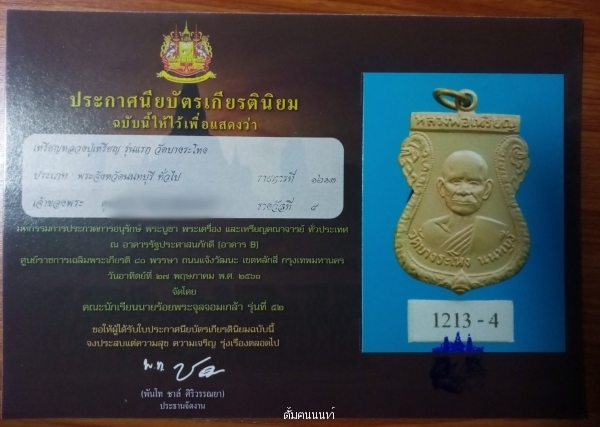 ประกาศนียบัตรเกียรตินิยม
ฉบับนี้ให้ไว้เพื่อแสดงว่า
เหรียญหลวงปู่เหรียญ รุ่นแรก วัดบางระโหง
ประเภท พระจังหวัดนนทบุรี ทั่วไป รายการที่ ๑๒๑๓
เจ้าของพระ รางวัลที่ ๔
มหกรรมการประกวดการอนุรักษ์ พระบูชา พระเครื่อง และเหรียญคณาจารย์ ทั่วประเทศ
ณ อาคารรัฐประศาสนภักดี (อาคาร B)
ศูนย์ราชการเฉลิมพระเกียรติ ๘๐ พรรษา ถนนแจ้งวัฒนะ เขตหลักสี่ กรุงเทพมหานคร
วันอาทิตย์ที่ ๒๗ พฤษภาคม พ.ศ. ๒๕๖๑
จัดโดย
คณะนักเรียนนายร้อยพระจุลจอมเกล้า รุ่นที่ ๕๒
ขอให้ผู้ได้รับใบประกาศนียบัตรเกียรตินิยมฉบับนี้
จงประสบแต่ความสุข ความเจริญ รุ่งเรืองตลอดไป
พ.ท.
(พันโท ชาล์ ศิริวรรณยา)
ประธานจัดงาน
หลวงพ่อเหรียญ
วัดบางระโหง นนทบุรี
1213 - 4
ตั้มคนนนท์